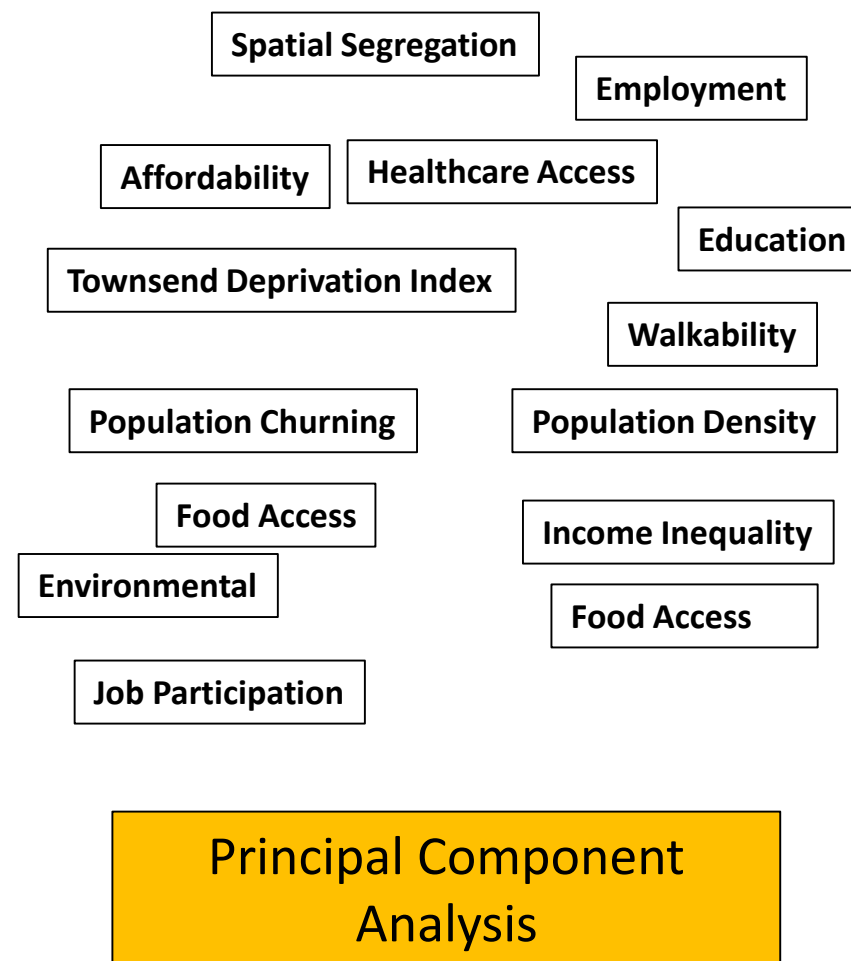 Spatial Segregation
Employment
Affordability
Healthcare Access
Education
Townsend Deprivation Index
Walkability
Population Churning
Population Density
Food Access
Income Inequality
Environmental
Food Access
Job Participation
Principal Component
Analysis